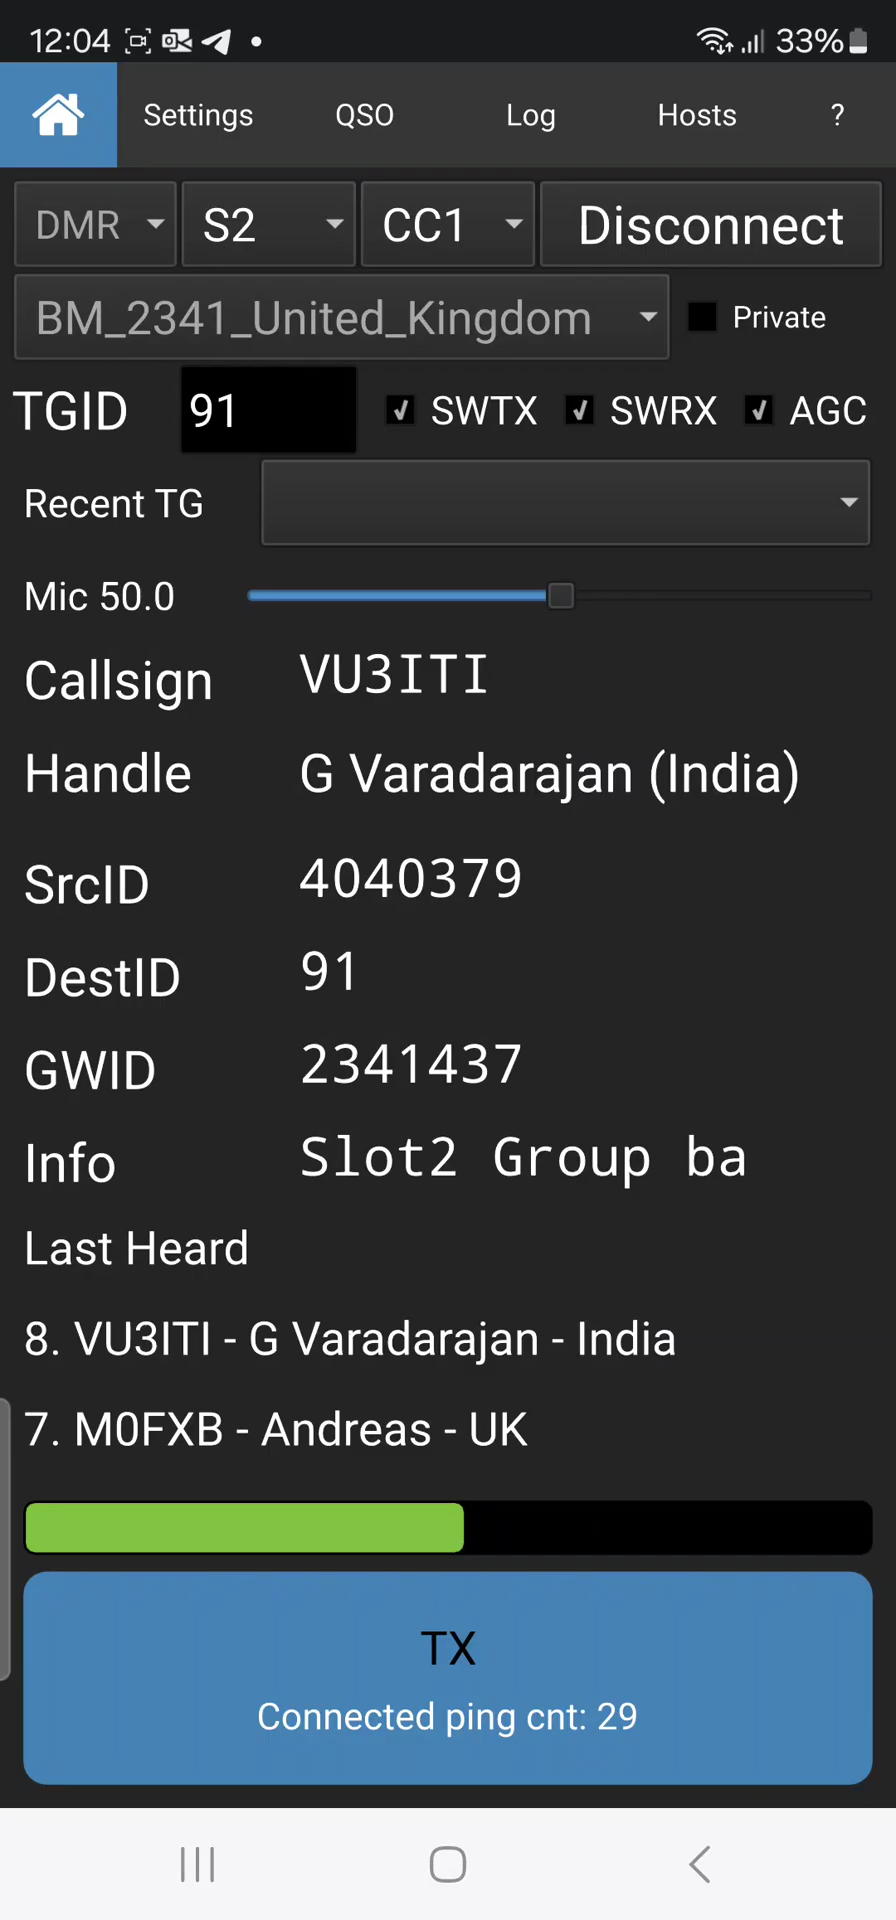 12:04 33%
Settings QSO Log Hosts ?
DMR S2 CC1 Disconnect
BM_2341_United_Kingdom Private
TGID 91 SWTX SWRX AGC
Recent TG
Mic 50.0
Callsign VU3ITI
Handle G Varadarajan (India)
SrcID 4040379
DestID 91
GWID 2341437
Info Slot2 Group ba
Last Heard
8. VU3ITI - G Varadarajan - India
7. M0FXB - Andreas - UK
TX
Connected ping cnt: 29